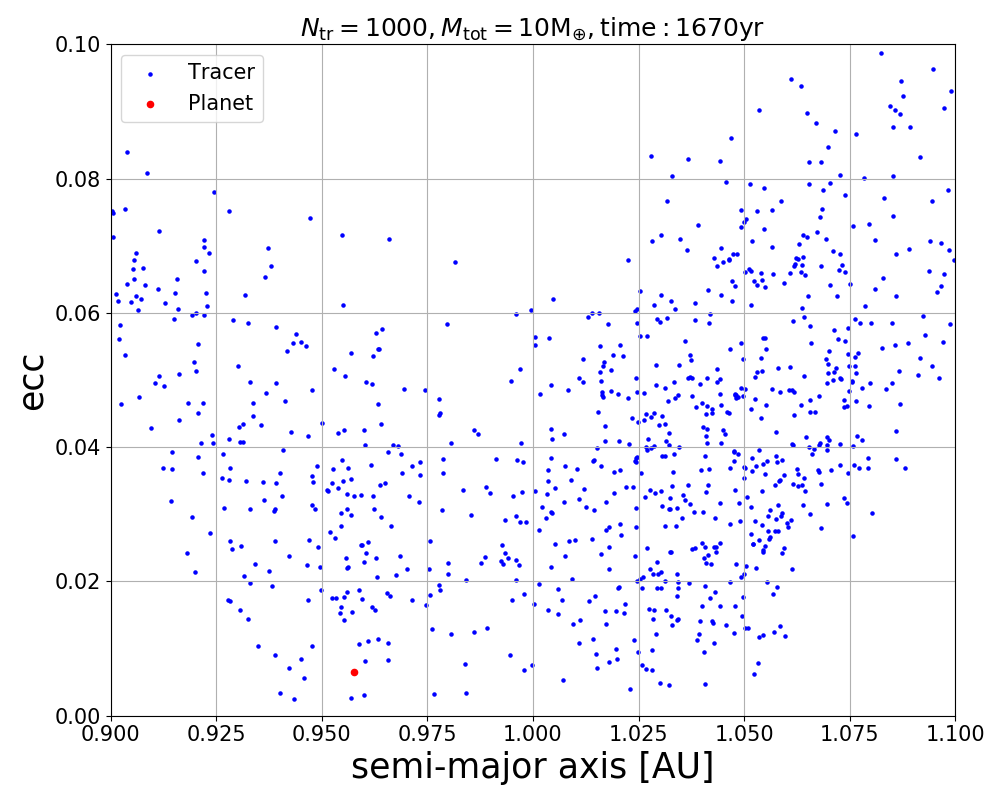 N_tr = 1000, M_tot = 10M_⊕, time : 1670yr
Tracer
Planet
ecc
0.10
0.08
0.06
0.04
0.02
0.00
0.900 0.925 0.950 0.975 1.000 1.025 1.050 1.075 1.100
semi-major axis [AU]